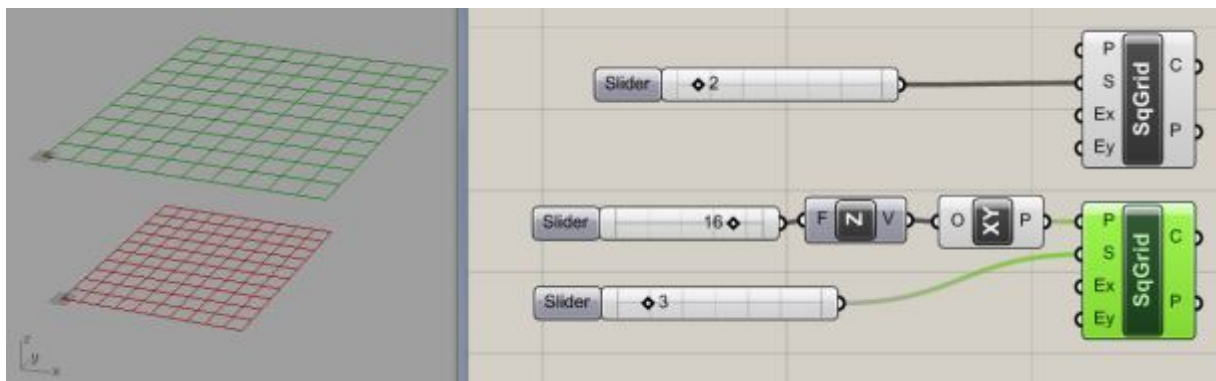 z
y
x
Slider
2
P
S
Ex
Ey
SqGrid
C
P
Slider
16
F
Z
V
O
XY
P
Slider
3
P
S
Ex
Ey
SqGrid
C
P